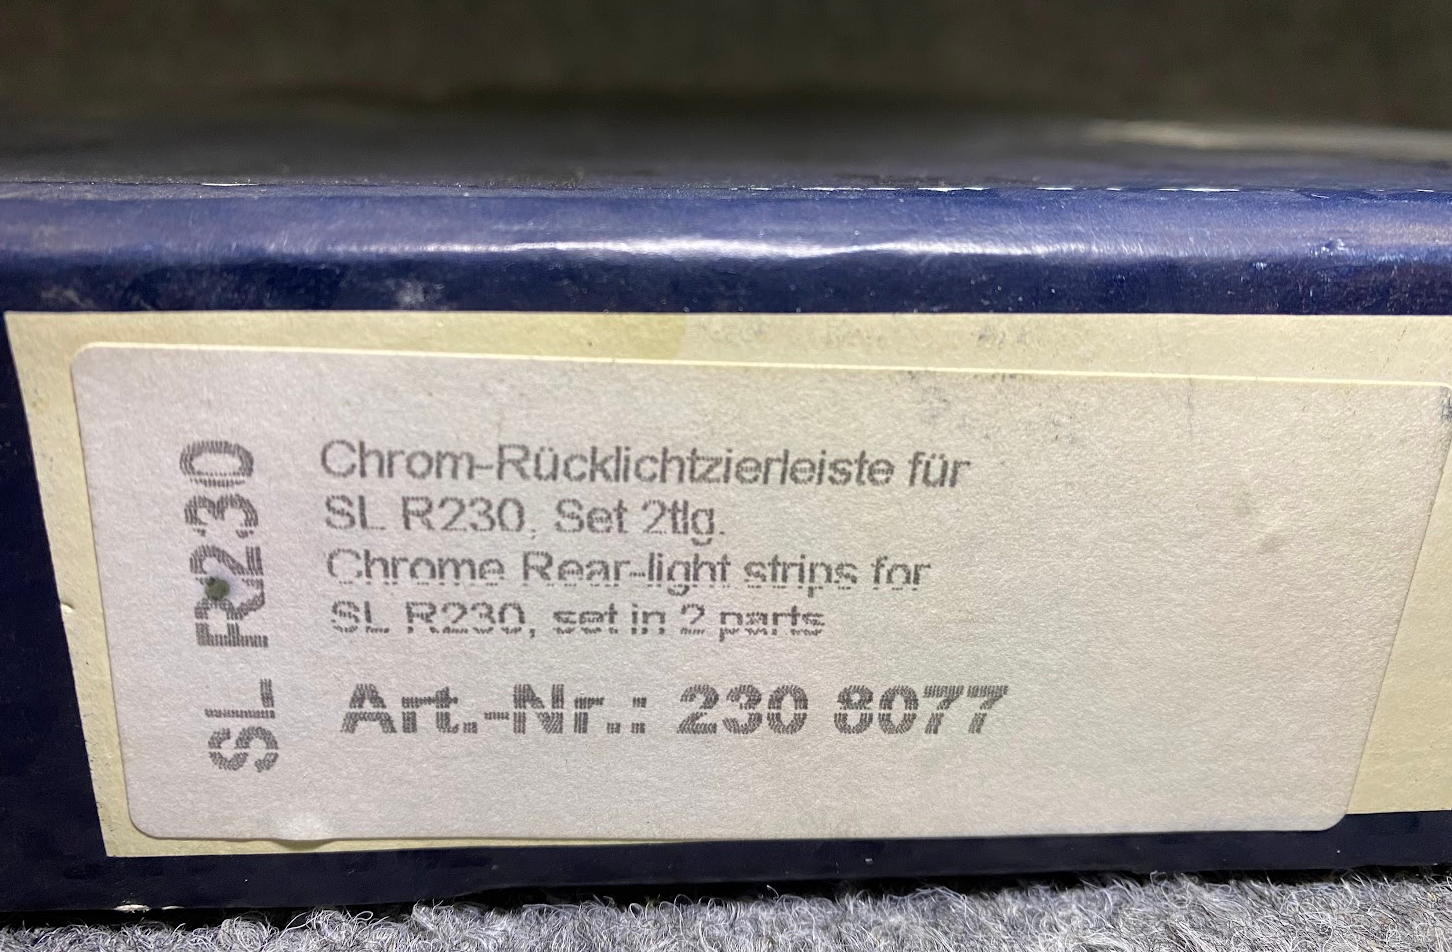 SL R230
Chrom-Rücklichtzierleiste für
SL R230, Set 2tlg.
Chrome Rear-light strips for
SL R230, set in 2 parts
Art.-Nr.: 230 8077